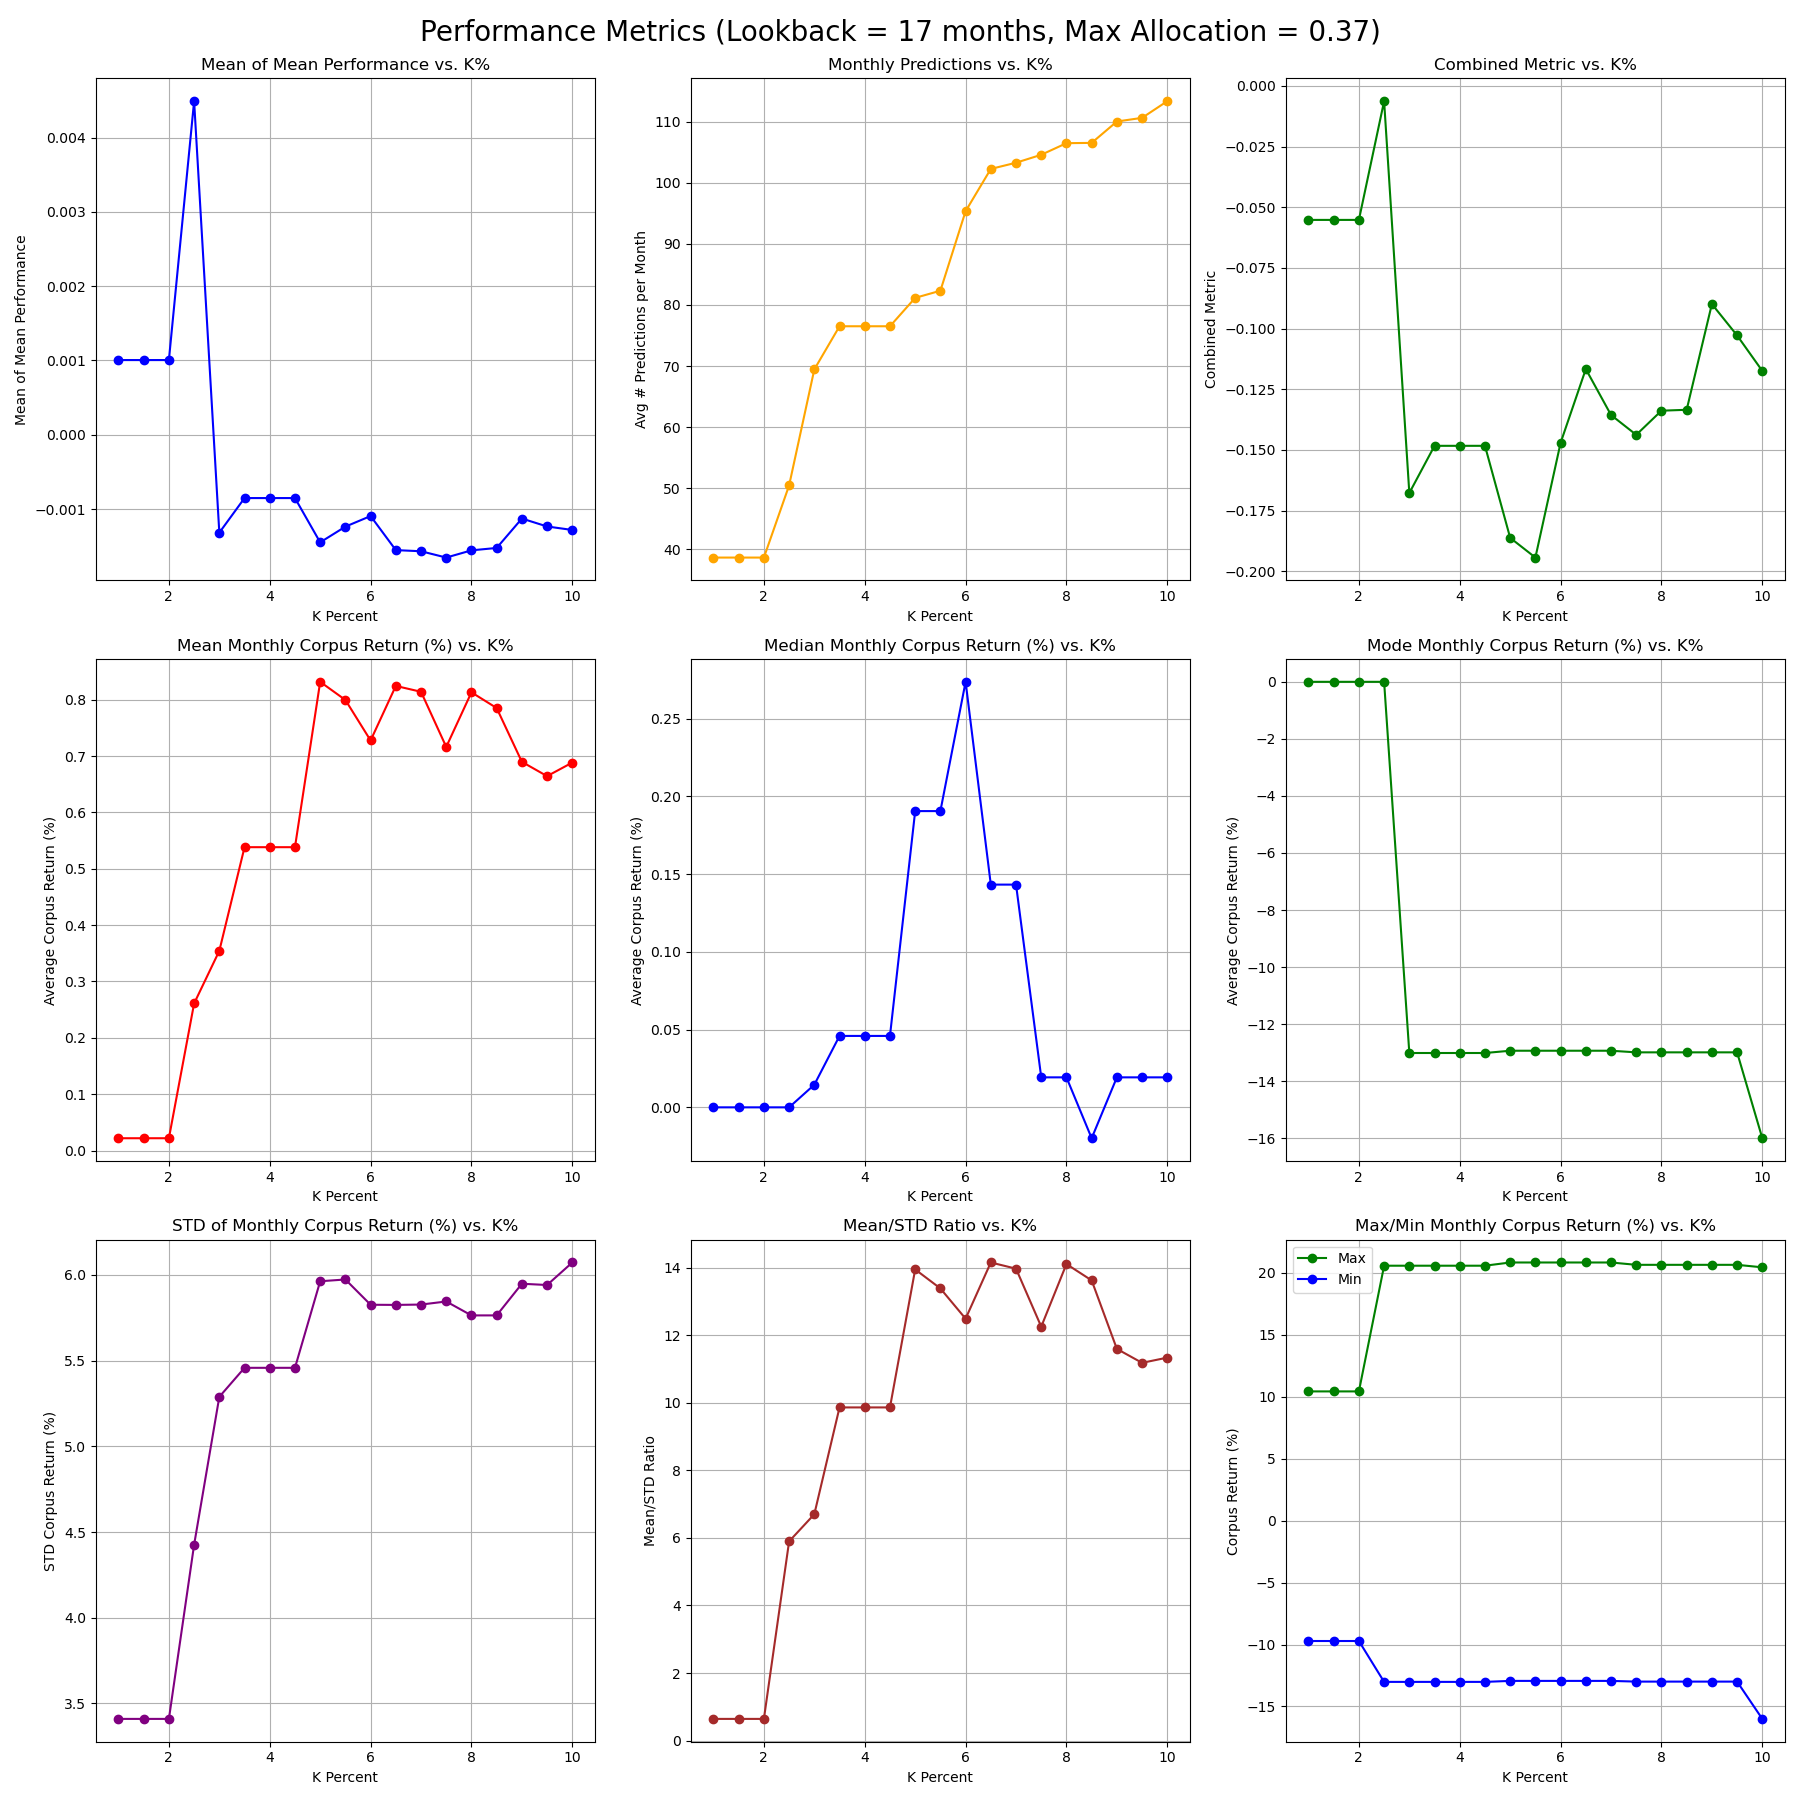 Performance Metrics (Lookback = 17 months, Max Allocation = 0.37)
Mean of Mean Performance vs. K%
Mean of Mean Performance
0.004
0.003
0.002
0.001
0.000
−0.001
2 4 6 8 10
K Percent
Monthly Predictions vs. K%
Avg # Predictions per Month
110
100
90
80
70
60
50
40
2 4 6 8 10
K Percent
Combined Metric vs. K%
Combined Metric
0.000
−0.025
−0.050
−0.075
−0.100
−0.125
−0.150
−0.175
−0.200
2 4 6 8 10
K Percent
Mean Monthly Corpus Return (%) vs. K%
Average Corpus Return (%)
0.8
0.7
0.6
0.5
0.4
0.3
0.2
0.1
0.0
2 4 6 8 10
K Percent
Median Monthly Corpus Return (%) vs. K%
Average Corpus Return (%)
0.25
0.20
0.15
0.10
0.05
0.00
2 4 6 8 10
K Percent
Mode Monthly Corpus Return (%) vs. K%
Average Corpus Return (%)
0
−2
−4
−6
−8
−10
−12
−14
−16
2 4 6 8 10
K Percent
STD of Monthly Corpus Return (%) vs. K%
STD Corpus Return (%)
6.0
5.5
5.0
4.5
4.0
3.5
2 4 6 8 10
K Percent
Mean/STD Ratio vs. K%
Mean/STD Ratio
14
12
10
8
6
4
2
0
2 4 6 8 10
K Percent
Max/Min Monthly Corpus Return (%) vs. K%
Max
Min
Corpus Return (%)
20
15
10
5
0
−5
−10
−15
2 4 6 8 10
K Percent